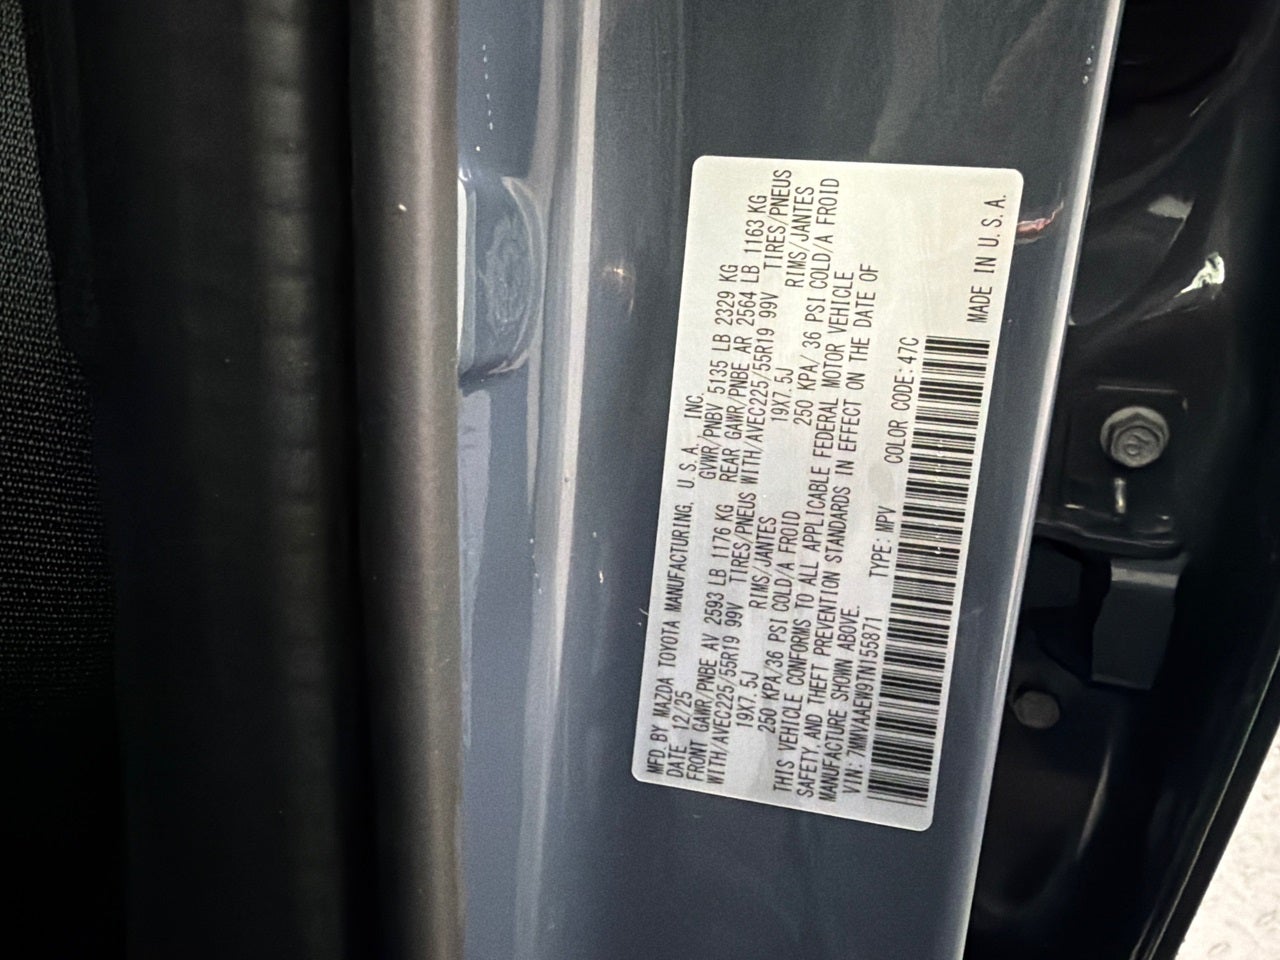 MFD BY MAZDA TOYOTA MANUFACTURING, U.S.A., INC.
DATE 12/25 GVWR/PNBV 5135 LB 2329 KG
FRONT GAWR/PNBE AV 2593 LB 1176 KG REAR GAWR/PNBE AR 2564 LB 1163 KG
WITH/AVEC225/55R19 99V TIRES/PNEUS WITH/AVEC225/55R19 99V TIRES/PNEUS
19X7.5J RIMS/JANTES 19X7.5J RIMS/JANTES
250 KPA/36 PSI COLD/A FROID 250 KPA/ 36 PSI COLD/A FROID
THIS VEHICLE CONFORMS TO ALL APPLICABLE FEDERAL MOTOR VEHICLE
SAFETY, AND THEFT PREVENTION STANDARDS IN EFFECT ON THE DATE OF
MANUFACTURE SHOWN ABOVE.
VIN: 7MMVAAEW9TN155871 TYPE: MPV COLOR CODE: 47C
MADE IN U.S.A.